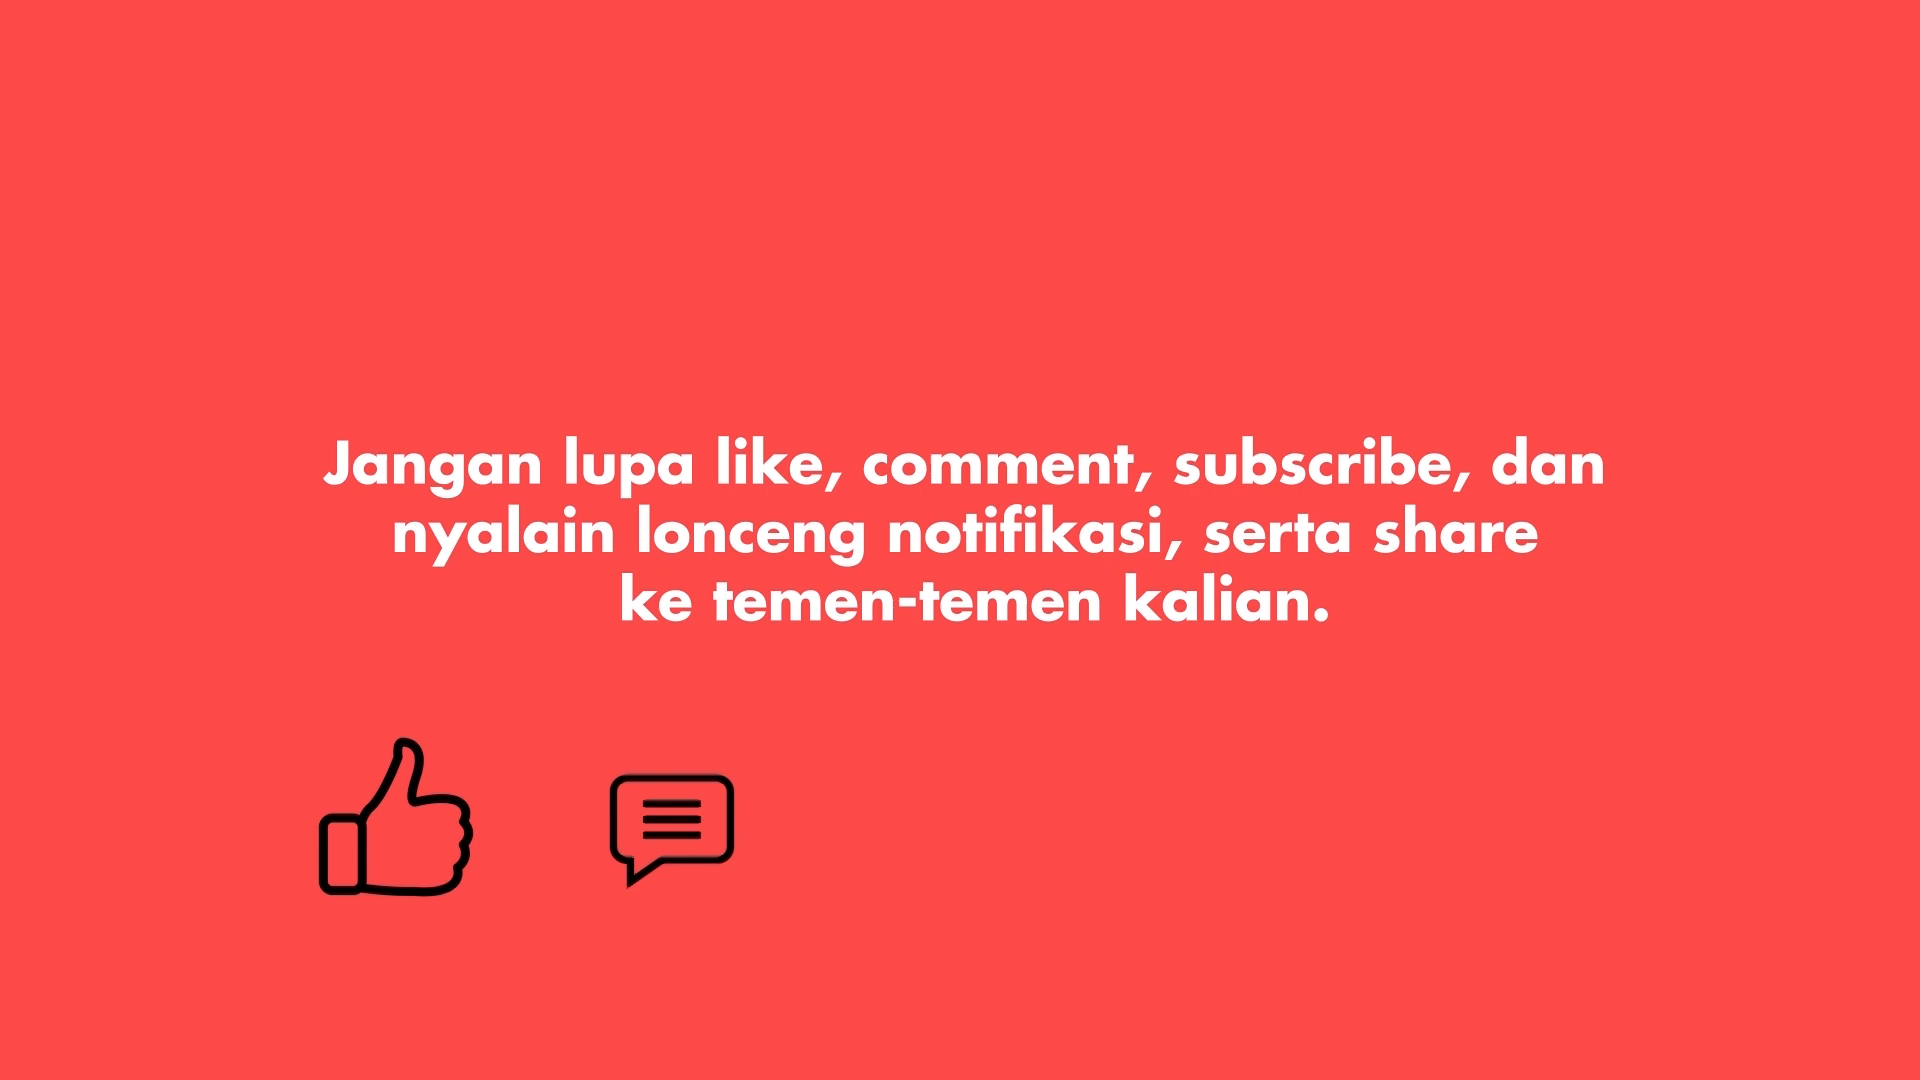 Jangan lupa like, comment, subscribe, dan
nyalain lonceng notifikasi, serta share
ke temen-temen kalian.